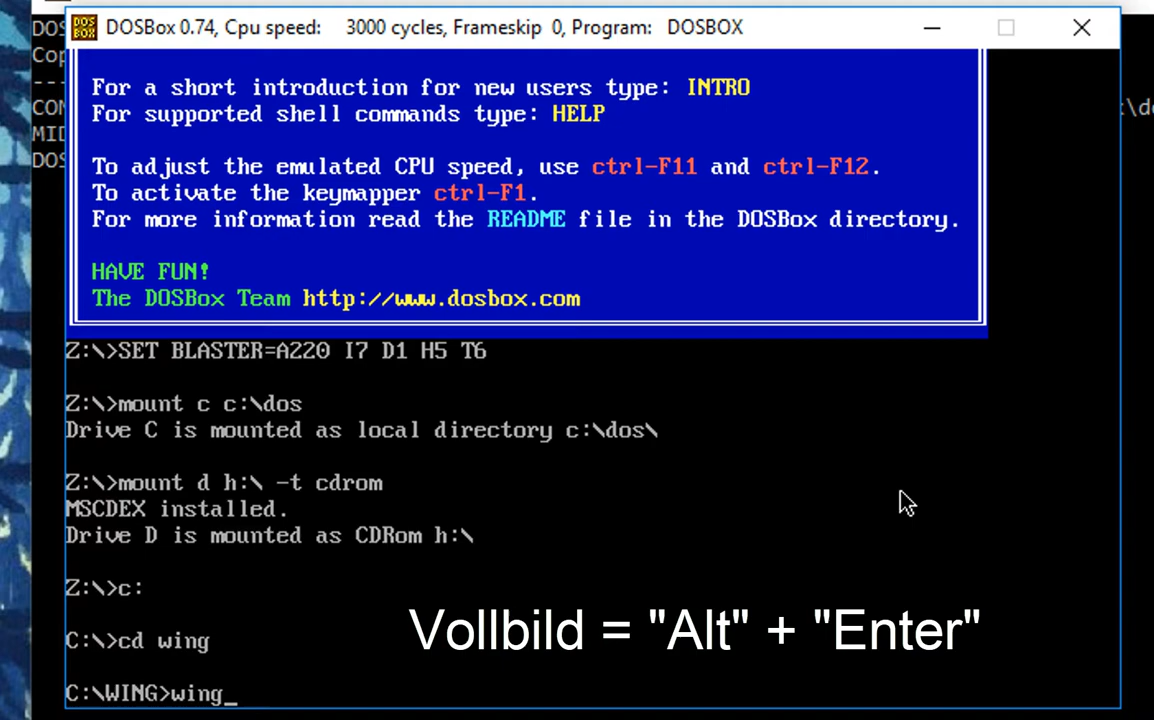 DOSBox 0.74, Cpu speed: 3000 cycles, Frameskip 0, Program: DOSBOX
For a short introduction for new users type: INTRO
For supported shell commands type: HELP
To adjust the emulated CPU speed, use ctrl-F11 and ctrl-F12.
To activate the keymapper ctrl-F1.
For more information read the README file in the DOSBox directory.
HAVE FUN!
The DOSBox Team http://www.dosbox.com
Z:\>SET BLASTER=A220 I7 D1 H5 T6
Z:\>mount c c:\dos
Drive C is mounted as local directory c:\dos\
Z:\>mount d h:\ -t cdrom
MSCDEX installed.
Drive D is mounted as CDRom h:\
Z:\>c:
C:\>cd wing
C:\WING>wing_
Vollbild = "Alt" + "Enter"